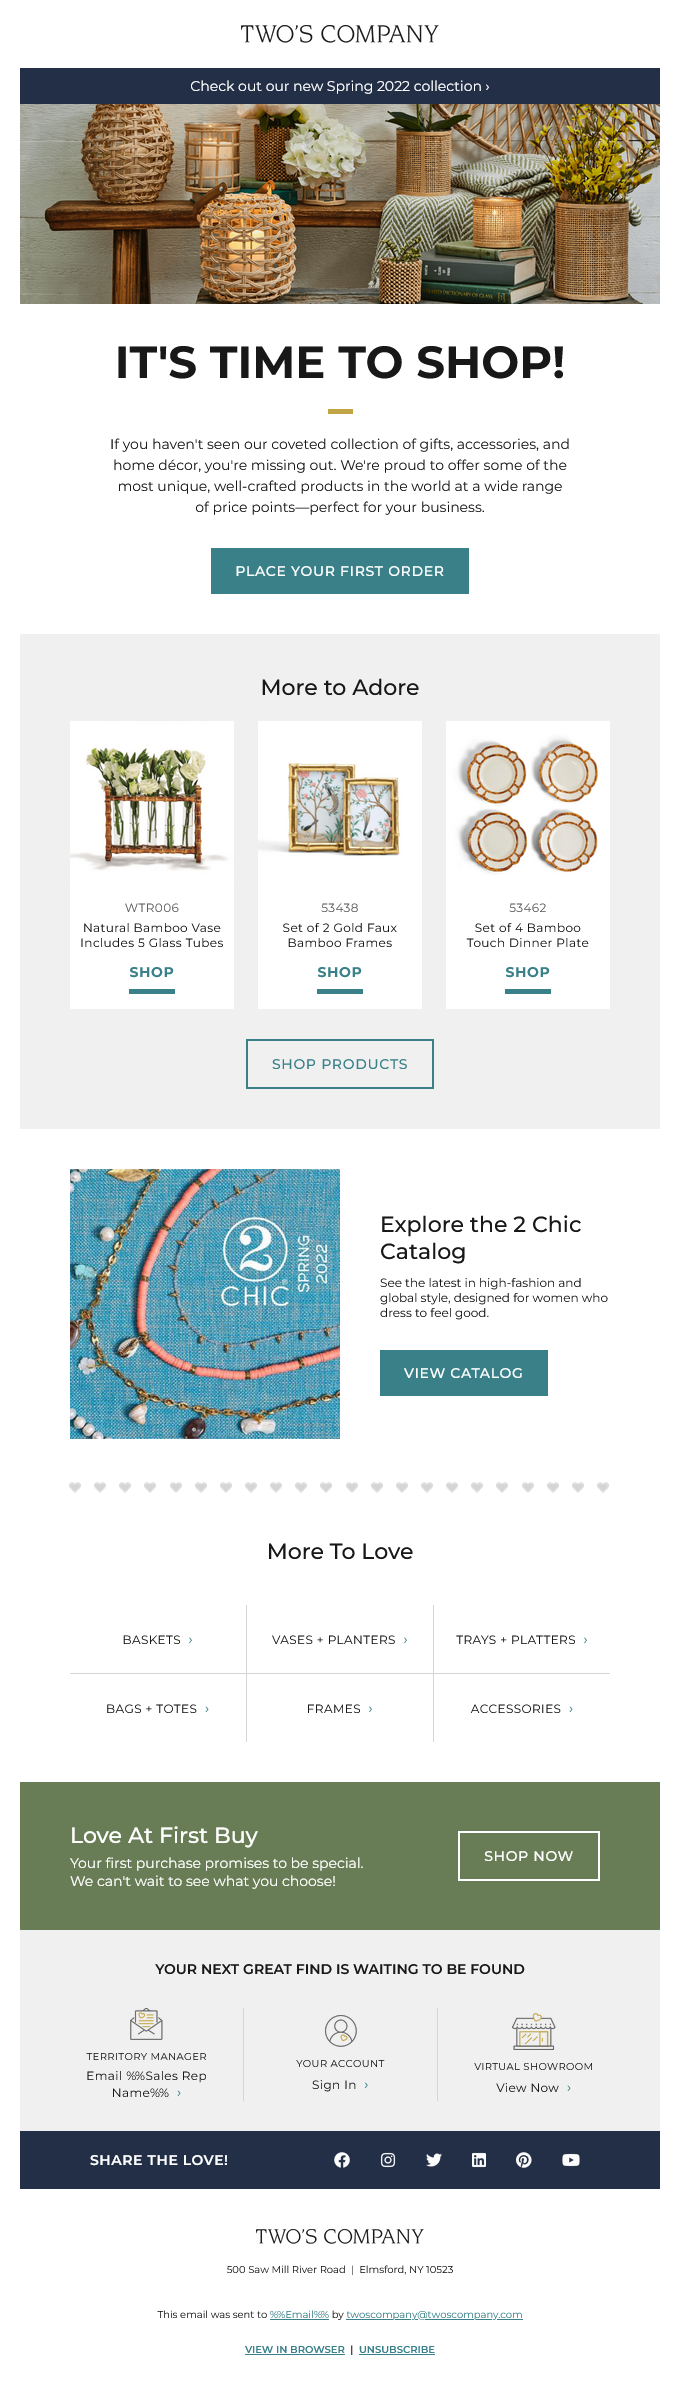 TWO'S COMPANY
Check out our new Spring 2022 collection ›
IT'S TIME TO SHOP!
If you haven't seen our coveted collection of gifts, accessories, and
home décor, you're missing out. We're proud to offer some of the
most unique, well-crafted products in the world at a wide range
of price points—perfect for your business.
PLACE YOUR FIRST ORDER
More to Adore
WTR006
Natural Bamboo Vase
Includes 5 Glass Tubes
SHOP
53438
Set of 2 Gold Faux
Bamboo Frames
SHOP
53462
Set of 4 Bamboo
Touch Dinner Plate
SHOP
SHOP PRODUCTS
2
CHIC®
SPRING
2022
Explore the 2 Chic
Catalog
See the latest in high-fashion and
global style, designed for women who
dress to feel good.
VIEW CATALOG
More To Love
BASKETS ›
VASES + PLANTERS ›
TRAYS + PLATTERS ›
BAGS + TOTES ›
FRAMES ›
ACCESSORIES ›
Love At First Buy
Your first purchase promises to be special.
We can't wait to see what you choose!
SHOP NOW
YOUR NEXT GREAT FIND IS WAITING TO BE FOUND
TERRITORY MANAGER
Email %%Sales Rep
Name%% ›
YOUR ACCOUNT
Sign In ›
VIRTUAL SHOWROOM
View Now ›
SHARE THE LOVE!
TWO'S COMPANY
500 Saw Mill River Road | Elmsford, NY 10523
This email was sent to %%Email%% by twoscompany@twoscompany.com
VIEW IN BROWSER | UNSUBSCRIBE